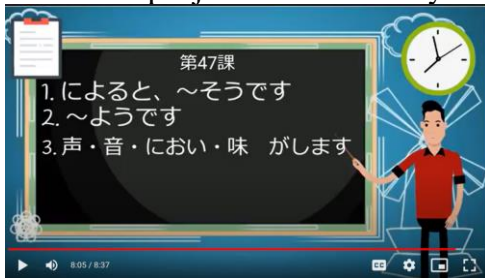 第47課
1. によると、～そうです
2. ～ようです
3. 声・音・におい・味　がします
8:05 / 8:37
CC